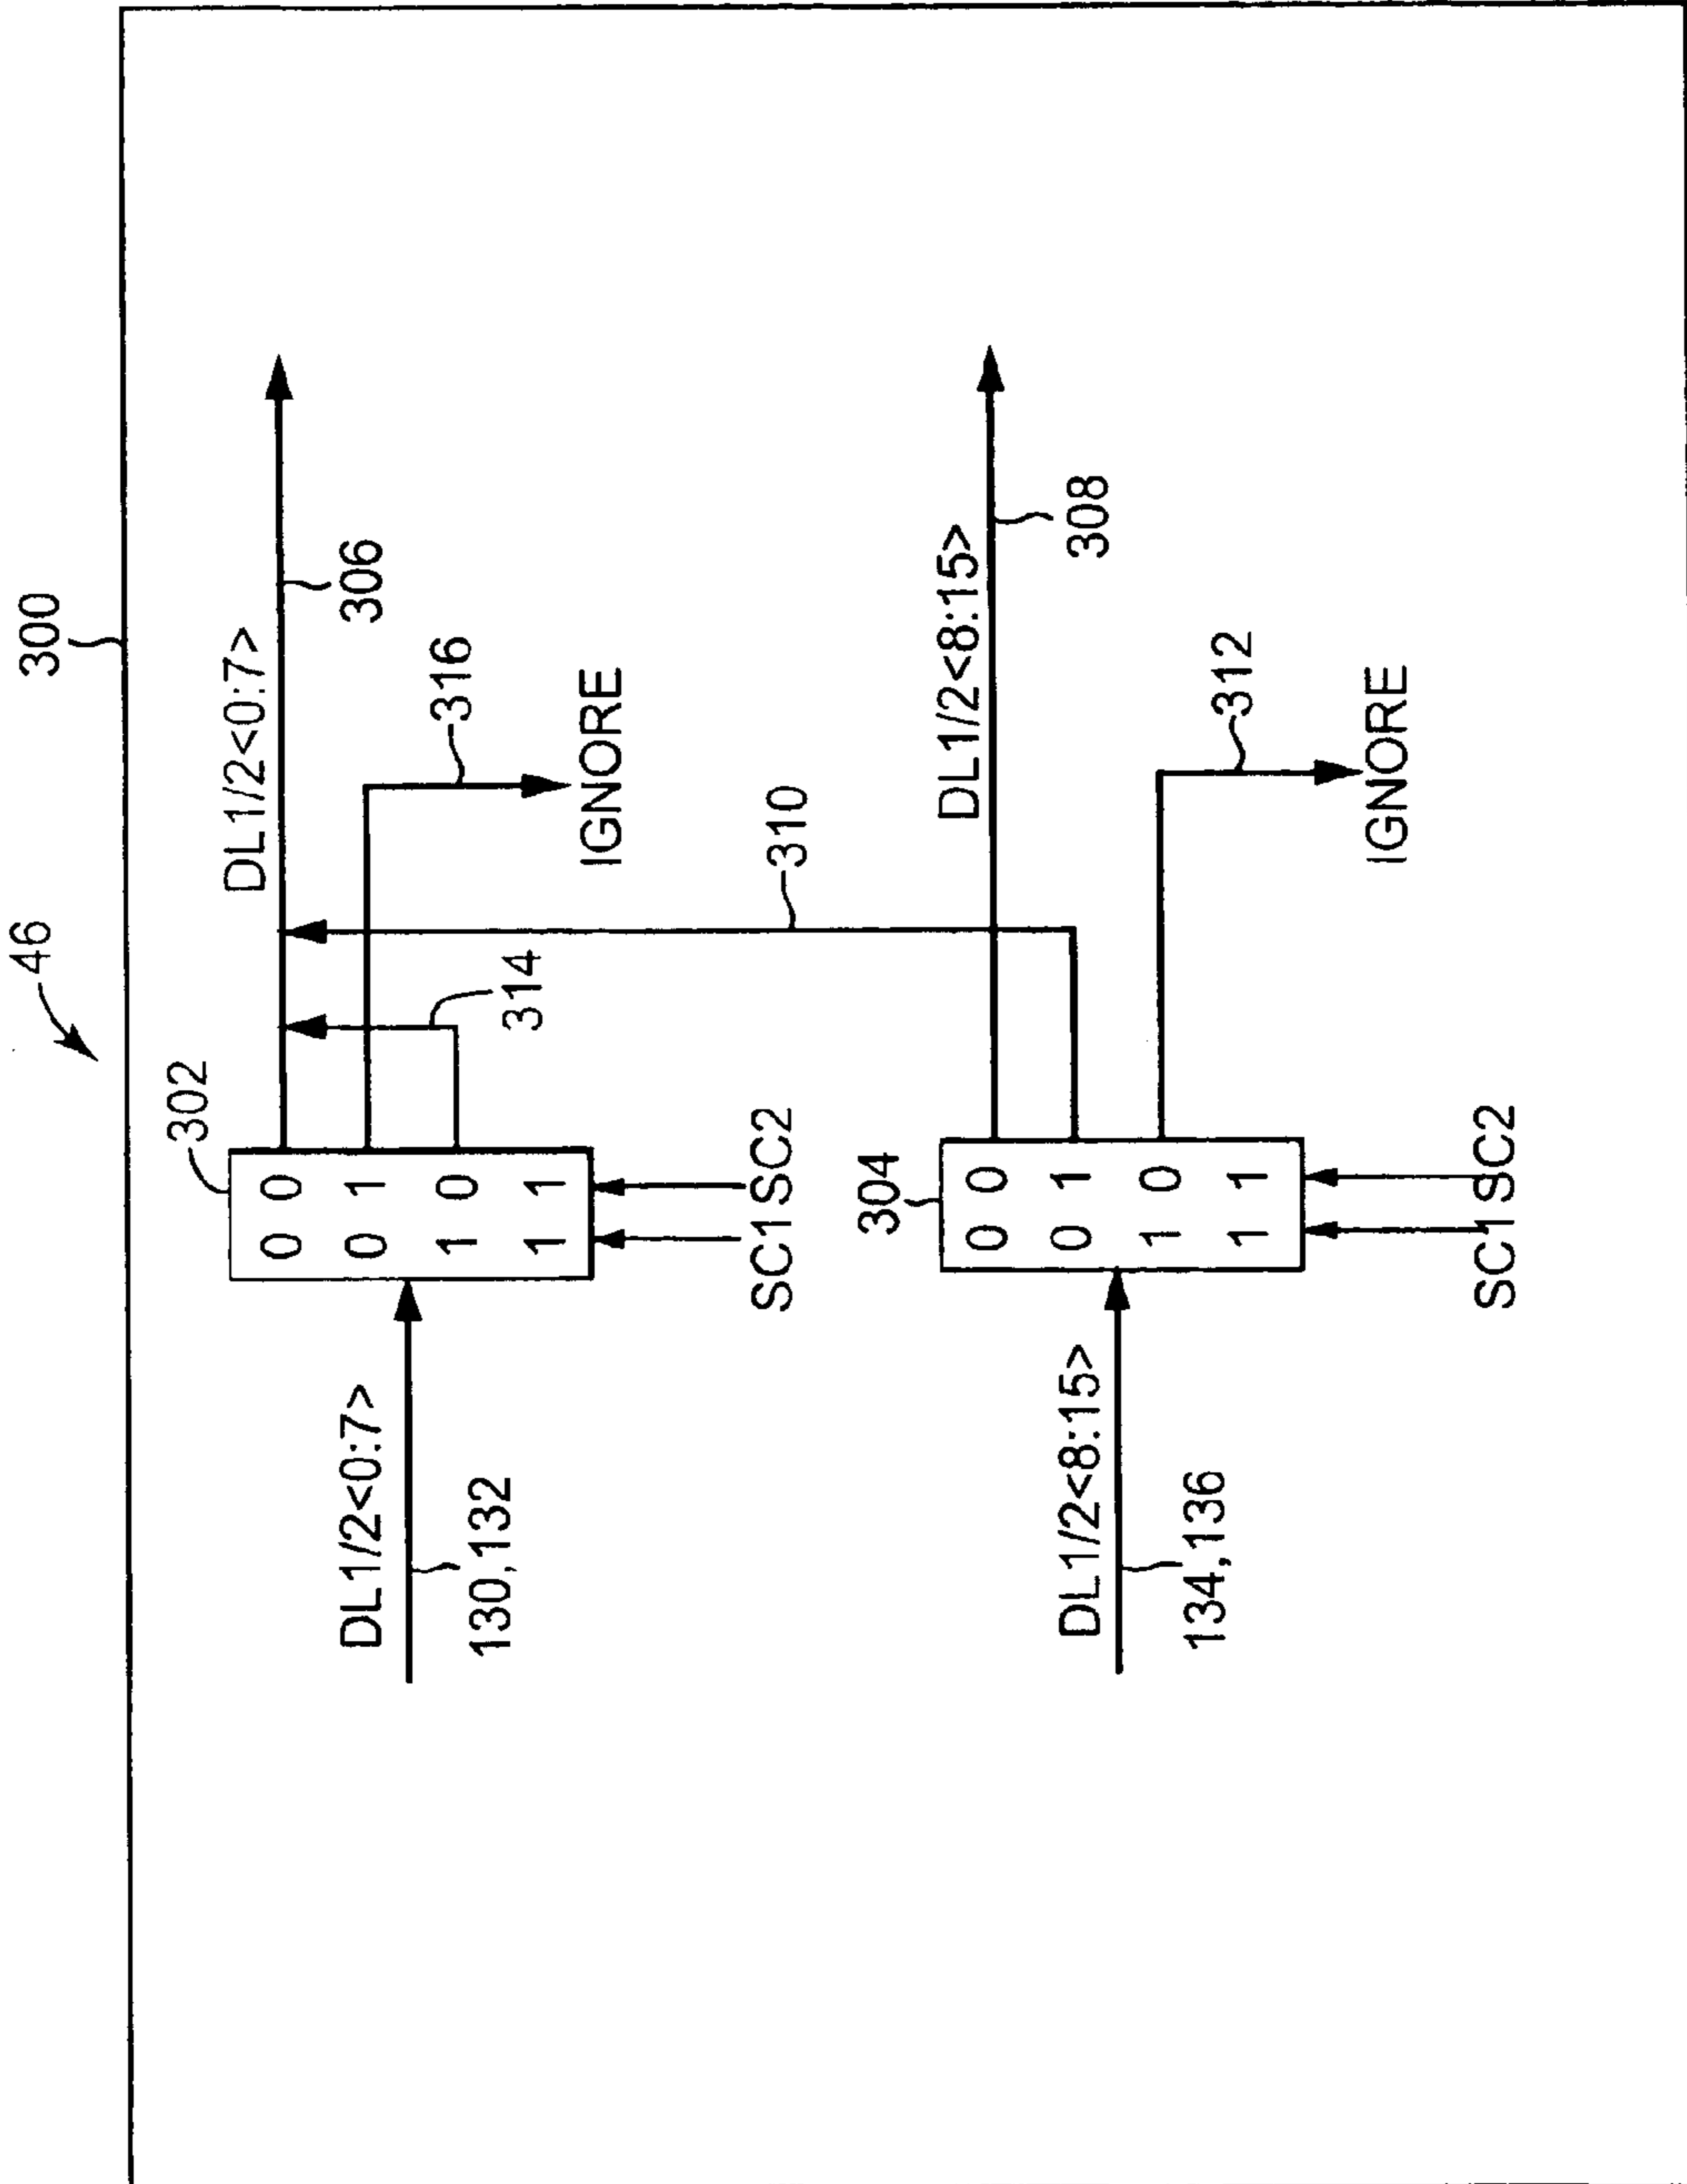 46
300
302
DL1/2<0:7>
306
316
314
IGNORE
0 0
0 1
1 0
1 1
DL1/2<0:7>
130,132
SC1 SC2
310
304
DL1/2<8:15>
308
312
IGNORE
0 0
0 1
1 0
1 1
DL1/2<8:15>
134,136
SC1 SC2